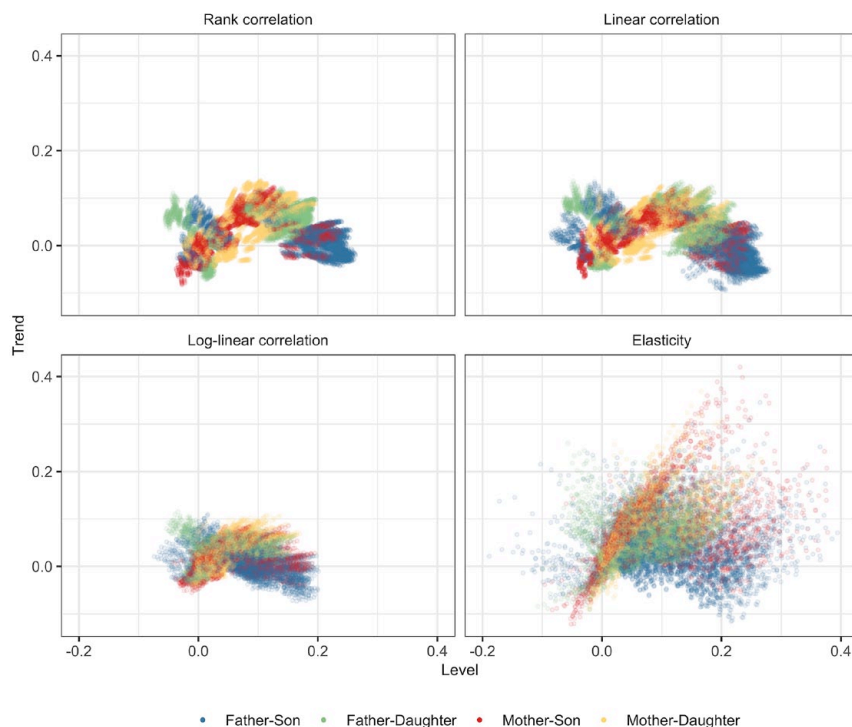 Rank correlation
Linear correlation
0.4
0.2
0.0
Log-linear correlation
Elasticity
0.4
0.2
0.0
Trend
-0.2 0.0 0.2 0.4 -0.2 0.0 0.2 0.4
Level
Father-Son Father-Daughter Mother-Son Mother-Daughter